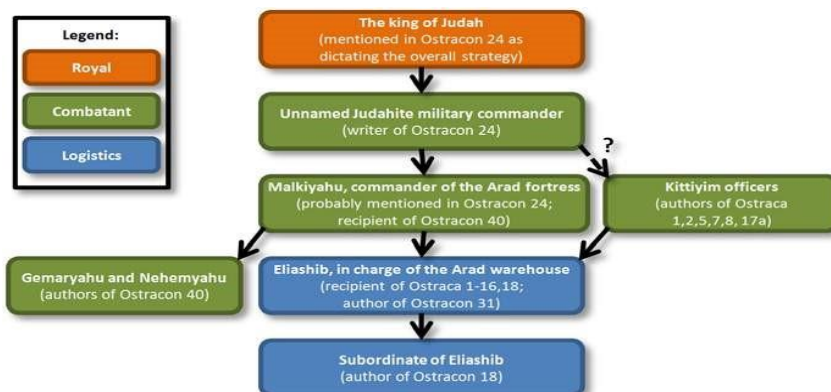 Legend:
Royal
Combatant
Logistics
The king of Judah
(mentioned in Ostracon 24 as
dictating the overall strategy)
Unnamed Judahite military commander
(writer of Ostracon 24)
?
Malkiyahu, commander of the Arad fortress
(probably mentioned in Ostracon 24;
recipient of Ostracon 40)
Kittiyim officers
(authors of Ostraca
1,2,5,7,8, 17a)
Gemaryahu and Nehemyahu
(authors of Ostracon 40)
Eliashib, in charge of the Arad warehouse
(recipient of Ostraca 1-16,18;
author of Ostracon 31)
Subordinate of Eliashib
(author of Ostracon 18)